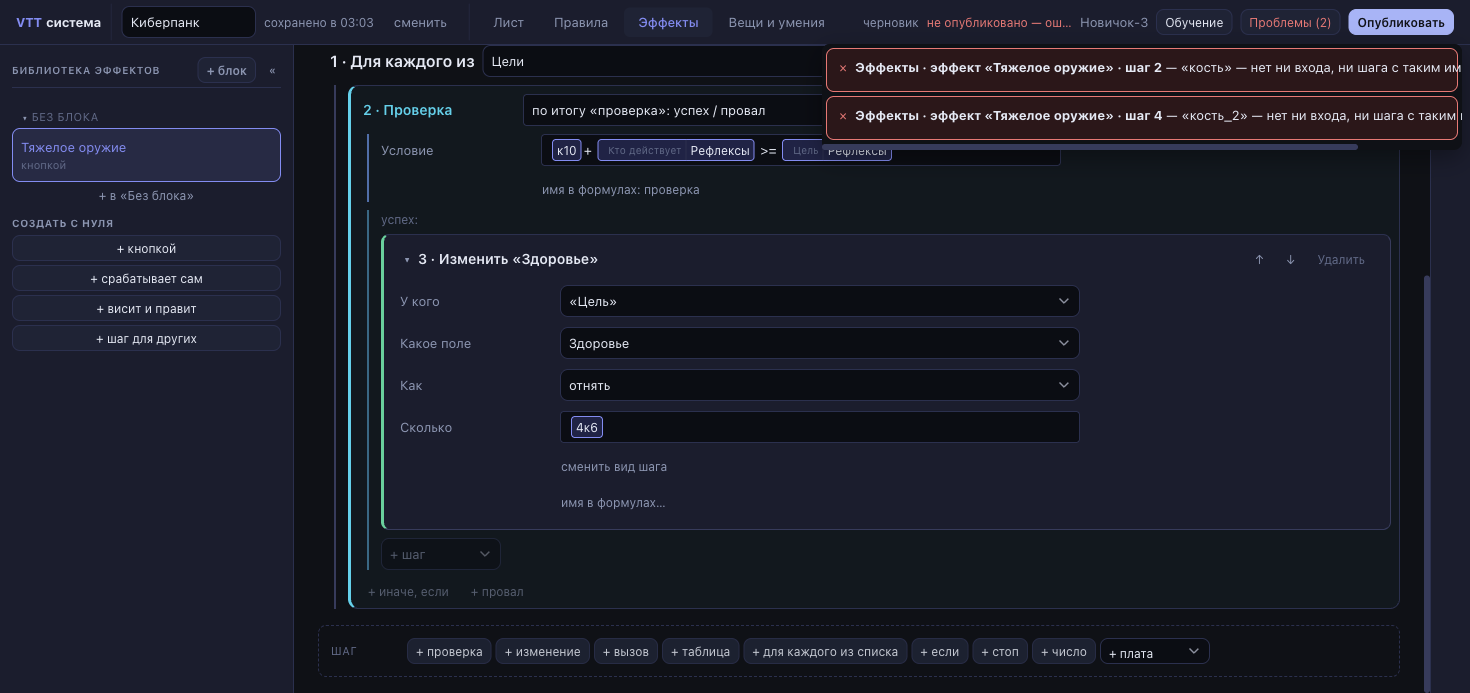 VTT система
Киберпанк
сохранено в 03:03
сменить
Лист
Правила
Эффекты
Вещи и умения
черновик
не опубликовано — ош...
Новичок-3
Обучение
Проблемы (2)
Опубликовать
БИБЛИОТЕКА ЭФФЕКТОВ
+ блок
«
▾ БЕЗ БЛОКА
Тяжелое оружие
кнопкой
+ в «Без блока»
СОЗДАТЬ С НУЛЯ
+ кнопкой
+ срабатывает сам
+ висит и правит
+ шаг для других
1 · Для каждого из
Цели
× Эффекты · эффект «Тяжелое оружие» · шаг 2 — «кость» — нет ни входа, ни шага с таким им
× Эффекты · эффект «Тяжелое оружие» · шаг 4 — «кость_2» — нет ни входа, ни шага с таким
2 · Проверка
по итогу «проверка»: успех / провал
Условие
к10 + Кто действует Рефлексы >= Цель Рефлексы
имя в формулах: проверка
успех:
▾ 3 · Изменить «Здоровье»
↑ ↓ Удалить
У кого
«Цель»
Какое поле
Здоровье
Как
отнять
Сколько
4к6
сменить вид шага
имя в формулах...
+ шаг
+ иначе, если
+ провал
ШАГ
+ проверка
+ изменение
+ вызов
+ таблица
+ для каждого из списка
+ если
+ стоп
+ число
+ плата